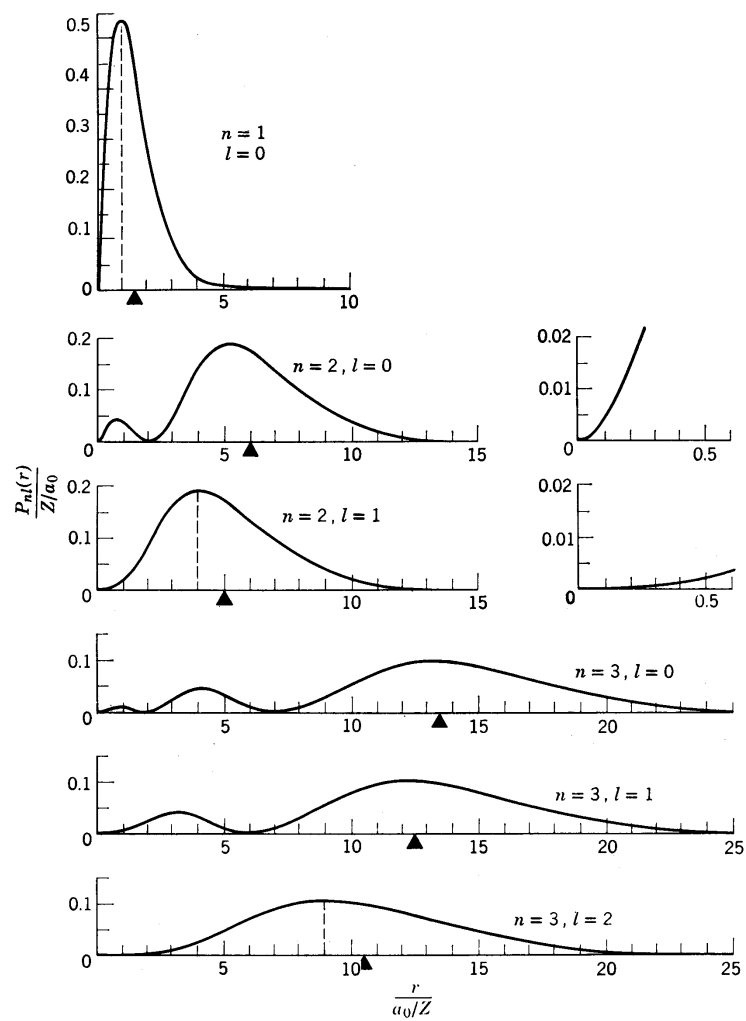 0.5
0.4
0.3
0.2
0.1
0
n = 1
l = 0
5 10
0.2
0.1
0
n = 2, l = 0
5 10 15
0.02
0.01
0
0.5
P_{nl}(r)
Z/a_0
0.2
0.1
0
n = 2, l = 1
5 10 15
0.02
0.01
0
0.5
0.1
0
n = 3, l = 0
5 10 15 20 25
0.1
0
n = 3, l = 1
5 10 15 20 25
0.1
0
n = 3, l = 2
5 10 15 20 25
r
a_0/Z